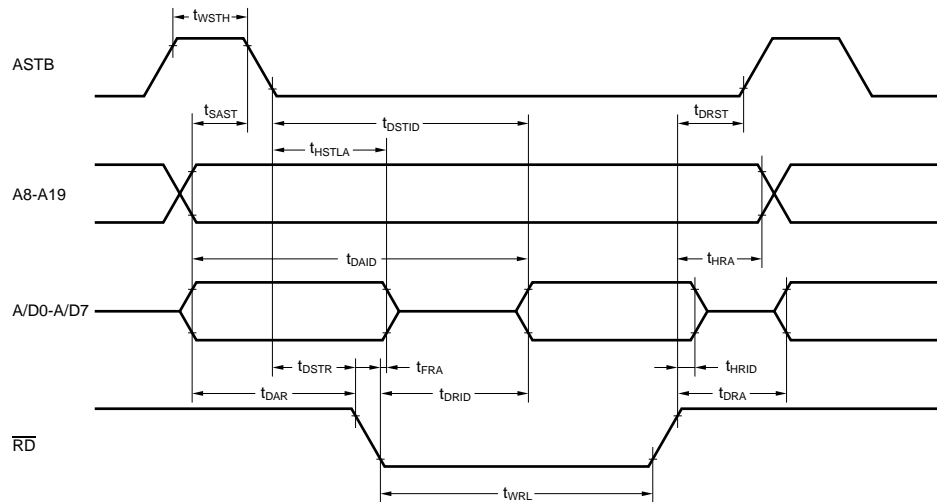 tWSTH
ASTB
tSAST
tDSTID
tDRST
tHSTLA
A8-A19
tDAID
tHRA
A/D0-A/D7
tDSTR
tFRA
tHRID
tDAR
tDRID
tDRA
RD
tWRL